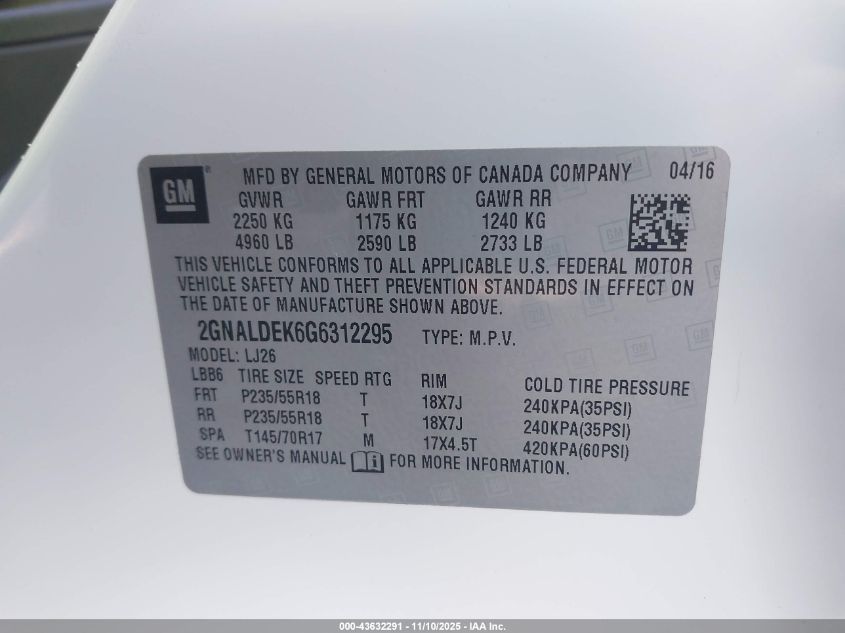 GM ® MFD BY GENERAL MOTORS OF CANADA COMPANY 04/16
GVWR GAWR FRT GAWR RR
2250 KG 1175 KG 1240 KG
4960 LB 2590 LB 2733 LB
THIS VEHICLE CONFORMS TO ALL APPLICABLE U.S. FEDERAL MOTOR
VEHICLE SAFETY AND THEFT PREVENTION STANDARDS IN EFFECT ON
THE DATE OF MANUFACTURE SHOWN ABOVE.
2GNALDEK6G6312295 TYPE: M.P.V.
MODEL: LJ26
LBB6 TIRE SIZE SPEED RTG RIM COLD TIRE PRESSURE
FRT P235/55R18 T 18X7J 240KPA(35PSI)
RR P235/55R18 T 18X7J 240KPA(35PSI)
SPA T145/70R17 M 17X4.5T 420KPA(60PSI)
SEE OWNER'S MANUAL FOR MORE INFORMATION.
000-43632291 - 11/10/2025 - IAA Inc.